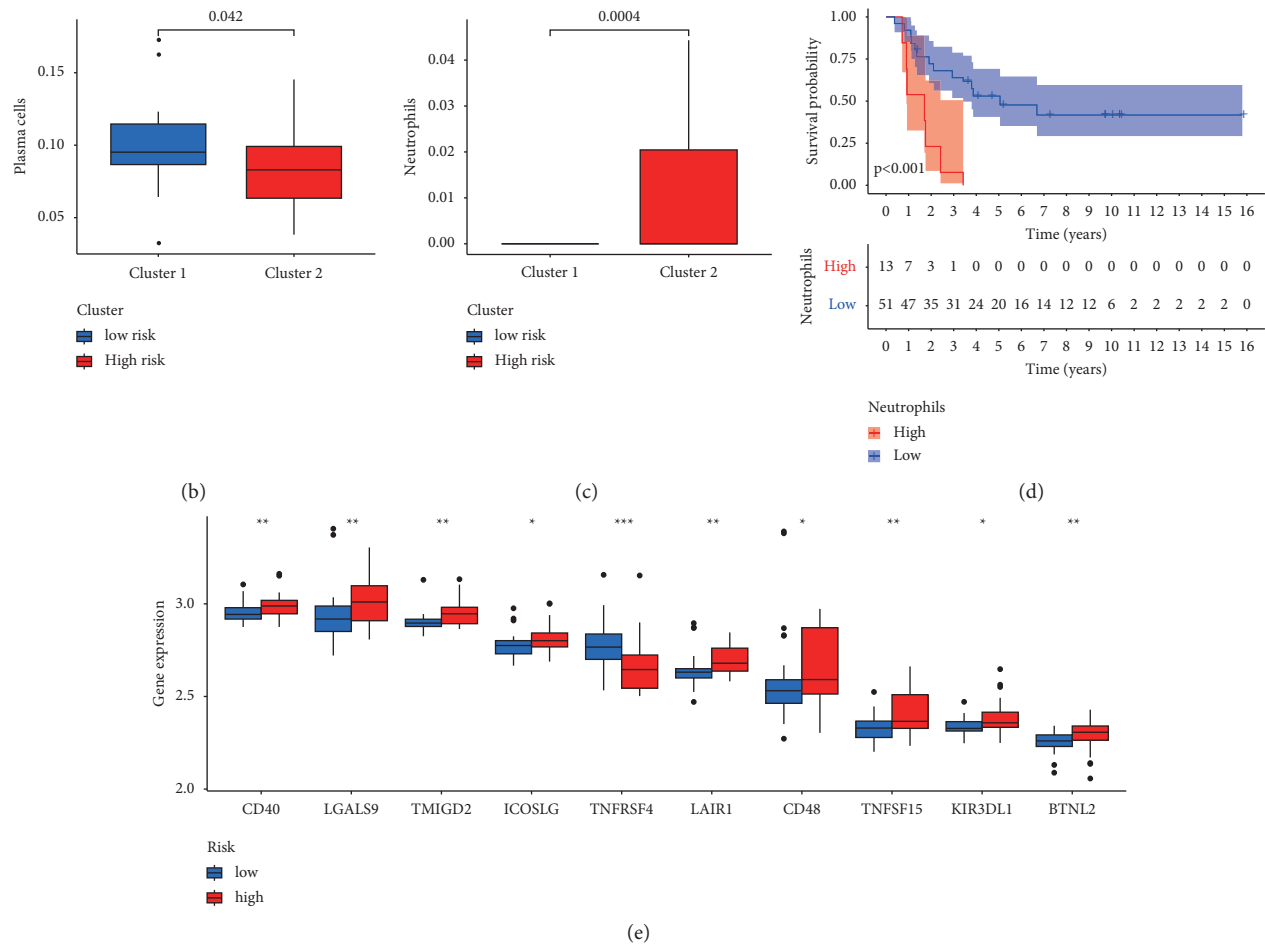 0.042
Plasma cells
0.15
0.10
0.05
Cluster 1 Cluster 2
Cluster
low risk
High risk
(b)
0.0004
Neutrophils
0.04
0.03
0.02
0.01
0.00
Cluster 1 Cluster 2
Cluster
low risk
High risk
(c)
Survival probability
1.00
0.75
0.50
0.25
0.00
p<0.001
0 1 2 3 4 5 6 7 8 9 10 11 12 13 14 15 16
Time (years)
Neutrophils
High 13 7 3 1 0 0 0 0 0 0 0 0 0 0 0 0 0
Low 51 47 35 31 24 20 16 14 12 12 6 2 2 2 2 2 0
0 1 2 3 4 5 6 7 8 9 10 11 12 13 14 15 16
Time (years)
Neutrophils
High
Low
(d)
** ** ** * *** ** * ** * **
Gene expression
3.0
2.5
2.0
CD40 LGALS9 TMIGD2 ICOSLG TNFRSF4 LAIR1 CD48 TNFSF15 KIR3DL1 BTNL2
Risk
low
high
(e)